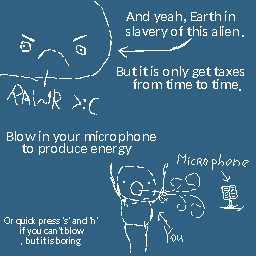 And yeah, Earth in
slavery of this alien.
But it is only get taxes
from time to time.
RAWR >:C
Blow in your microphone
to produce energy
Microphone
You
Or quick press 's' and 'h'
if you can't blow
, but it is boring